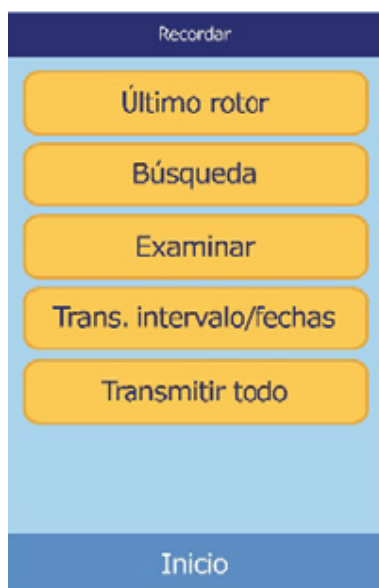 Recordar
Último rotor
Búsqueda
Examinar
Trans. intervalo/fechas
Transmitir todo
Inicio